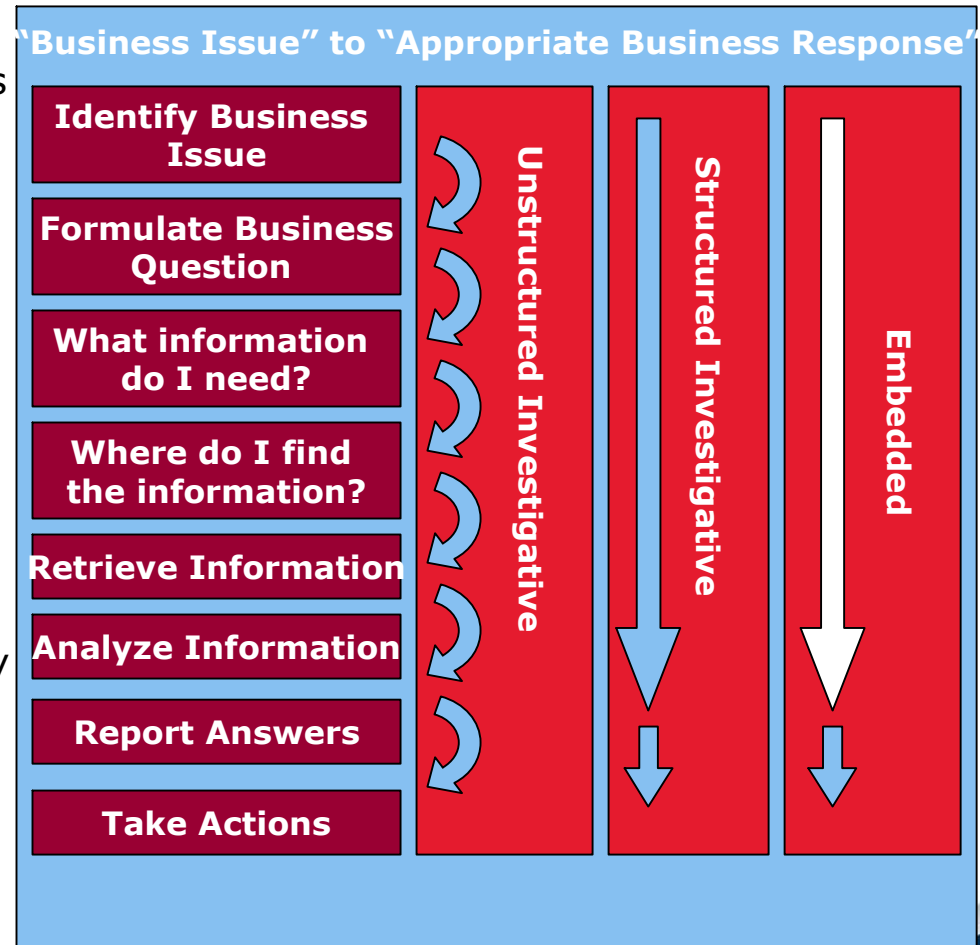 “Business Issue” to “Appropriate Business Response”
s
Identify Business
Issue
Formulate Business
Question
What information
do I need?
Where do I find
the information?
Retrieve Information
Analyze Information
y
Report Answers
Take Actions
Unstructured Investigative
Structured Investigative
Embedded